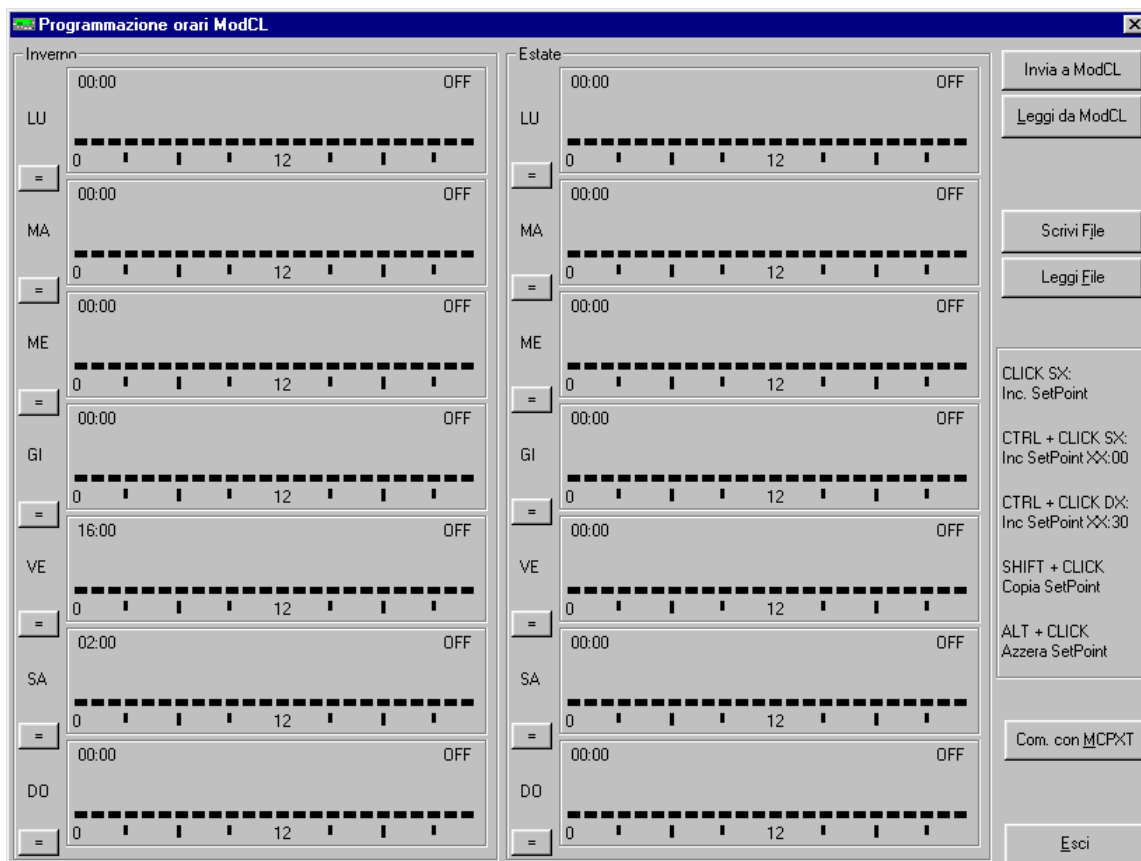 Programmazione orari ModCL
Inverno
00:00 OFF
LU
0 12
=
00:00 OFF
MA
0 12
=
00:00 OFF
ME
0 12
=
00:00 OFF
GI
0 12
=
16:00 OFF
VE
0 12
=
02:00 OFF
SA
0 12
=
00:00 OFF
DO
0 12
=
Estate
00:00 OFF
LU
0 12
=
00:00 OFF
MA
0 12
=
00:00 OFF
ME
0 12
=
00:00 OFF
GI
0 12
=
00:00 OFF
VE
0 12
=
00:00 OFF
SA
0 12
=
00:00 OFF
DO
0 12
=
Invia a ModCL
Leggi da ModCL
Scrivi File
Leggi File
CLICK SX:
Inc. SetPoint
CTRL + CLICK SX:
Inc SetPoint XX:00
CTRL + CLICK DX:
Inc SetPoint XX:30
SHIFT + CLICK
Copia SetPoint
ALT + CLICK
Azzera SetPoint
Com. con MCPXT
Esci